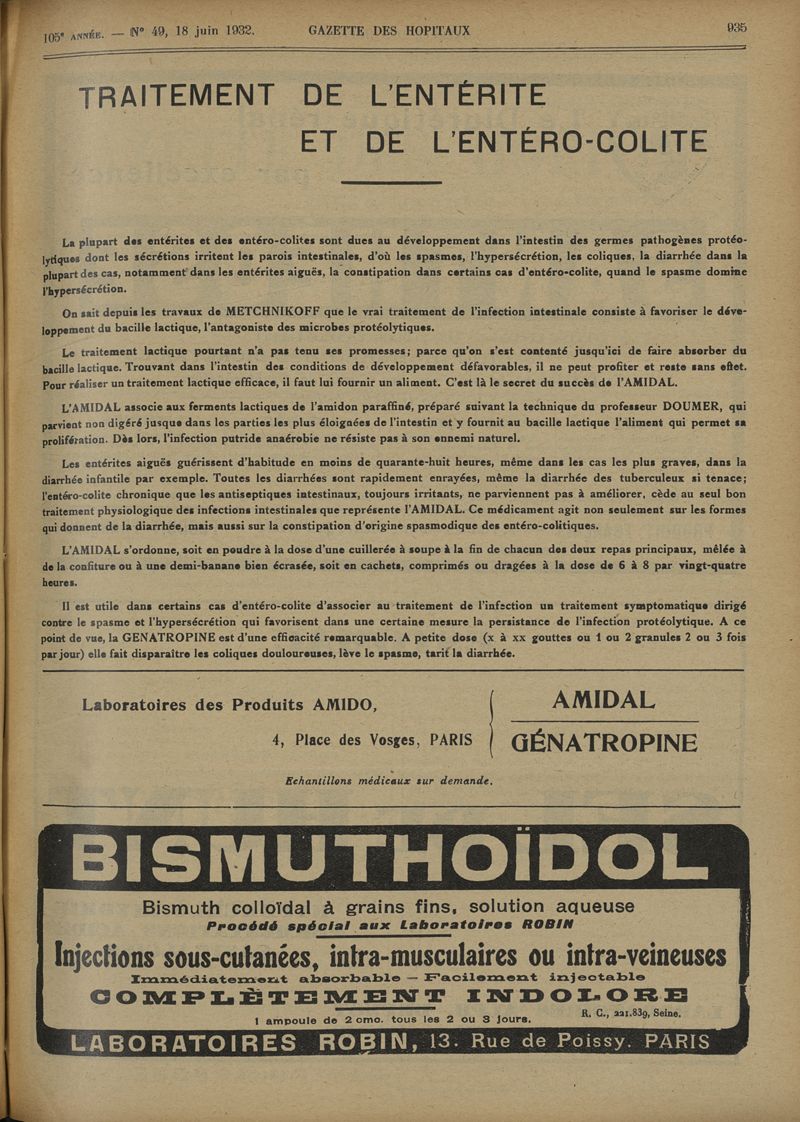 105e ANNÉE. — N° 49, 18 juin 1932. GAZETTE DES HOPITAUX 935
TRAITEMENT DE L'ENTÉRITE
ET DE L'ENTÉRO-COLITE
La plupart des entérites et des entéro-colites sont dues au développement dans l'intestin des germes pathogènes protéo-
lytiques dont les sécrétions irritent les parois intestinales, d'où les spasmes, l'hypersécrétion, les coliques, la diarrhée dans la
plupart des cas, notamment dans les entérites aiguës, la constipation dans certains cas d'entéro-colite, quand le spasme domine
l'hypersécrétion.
On sait depuis les travaux de METCHNIKOFF que le vrai traitement de l'infection intestinale consiste à favoriser le déve-
loppement du bacille lactique, l'antagoniste des microbes protéolytiques.
Le traitement lactique pourtant n'a pas tenu ses promesses; parce qu'on s'est contenté jusqu'ici de faire absorber du
bacille lactique. Trouvant dans l'intestin des conditions de développement défavorables, il ne peut profiter et reste sans effet.
Pour réaliser un traitement lactique efficace, il faut lui fournir un aliment. C'est là le secret du succès de l'AMIDAL.
L'AMIDAL associe aux ferments lactiques de l'amidon paraffiné, préparé suivant la technique du professeur DOUMER, qui
parvient non digéré jusque dans les parties les plus éloignées de l'intestin et y fournit au bacille lactique l'aliment qui permet sa
prolifération. Dès lors, l'infection putride anaérobie ne résiste pas à son ennemi naturel.
Les entérites aiguës guérissent d'habitude en moins de quarante-huit heures, même dans les cas les plus graves, dans la
diarrhée infantile par exemple. Toutes les diarrhées sont rapidement enrayées, même la diarrhée des tuberculeux si tenace;
l'entéro-colite chronique que les antiseptiques intestinaux, toujours irritants, ne parviennent pas à améliorer, cède au seul bon
traitement physiologique des infections intestinales que représente l'AMIDAL. Ce médicament agit non seulement sur les formes
qui donnent de la diarrhée, mais aussi sur la constipation d'origine spasmodique des entéro-colitiques.
L'AMIDAL s'ordonne, soit en poudre à la dose d'une cuillerée à soupe à la fin de chacun des deux repas principaux, mêlée à
de la confiture ou à une demi-banane bien écrasée, soit en cachets, comprimés ou dragées à la dose de 6 à 8 par vingt-quatre
heures.
Il est utile dans certains cas d'entéro-colite d'associer au traitement de l'infection un traitement symptomatique dirigé
contre le spasme et l'hypersécrétion qui favorisent dans une certaine mesure la persistance de l'infection protéolytique. A ce
point de vue, la GENATROPINE est d'une efficacité remarquable. A petite dose (x à xx gouttes ou 1 ou 2 granules 2 ou 3 fois
par jour) elle fait disparaître les coliques douloureuses, lève le spasme, tarit la diarrhée.
Laboratoires des Produits AMIDO,
4, Place des Vosges, PARIS
AMIDAL
GÉNATROPINE
Echantillons médicaux sur demande.
BISMUTHOÏDOL
Bismuth colloïdal à grains fins, solution aqueuse
Procédé spécial aux Laboratoires ROBIN
Injections sous-cutanées, intra-musculaires ou intra-veineuses
Immédiatement absorbable — Facilement injectable
COMPLÈTEMENT INDOLORE
1 ampoule de 2 cmc. tous les 2 ou 3 jours. R. C., 221.839, Seine.
LABORATOIRES ROBIN, 13. Rue de Poissy. PARIS